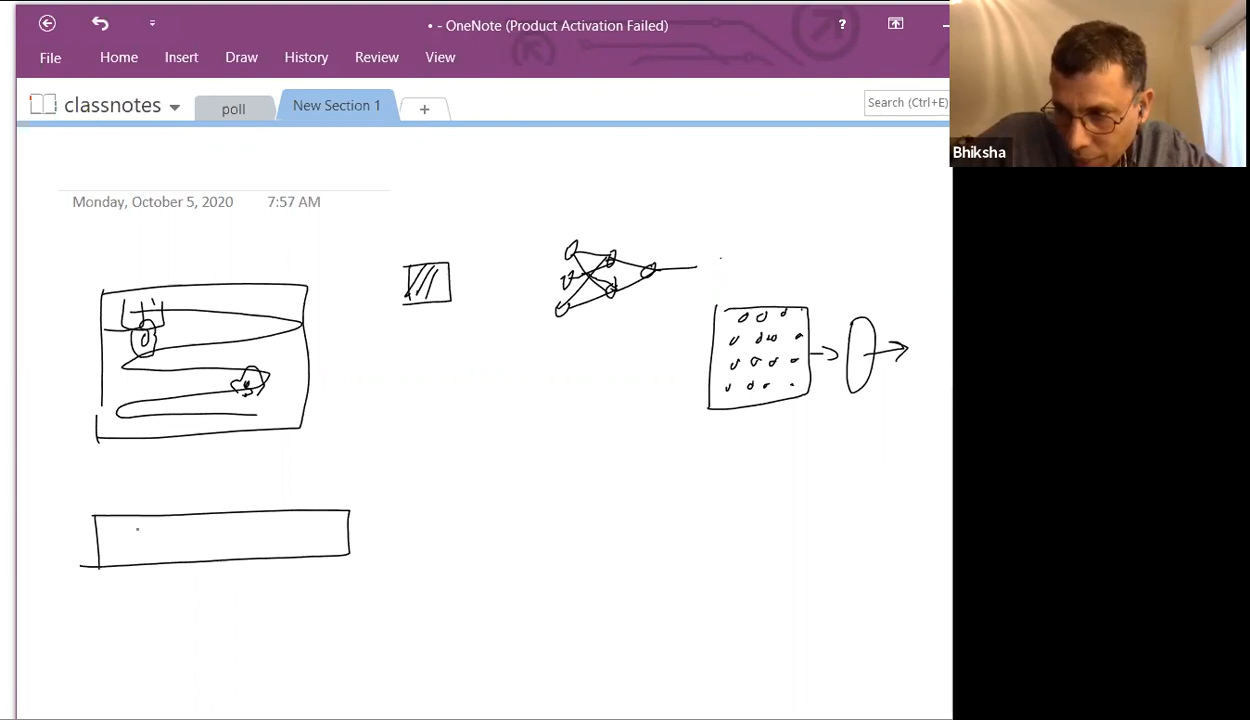 • - OneNote (Product Activation Failed)
?
File Home Insert Draw History Review View
classnotes poll New Section 1 +
Search (Ctrl+E)
Bhiksha
Monday, October 5, 2020 7:57 AM